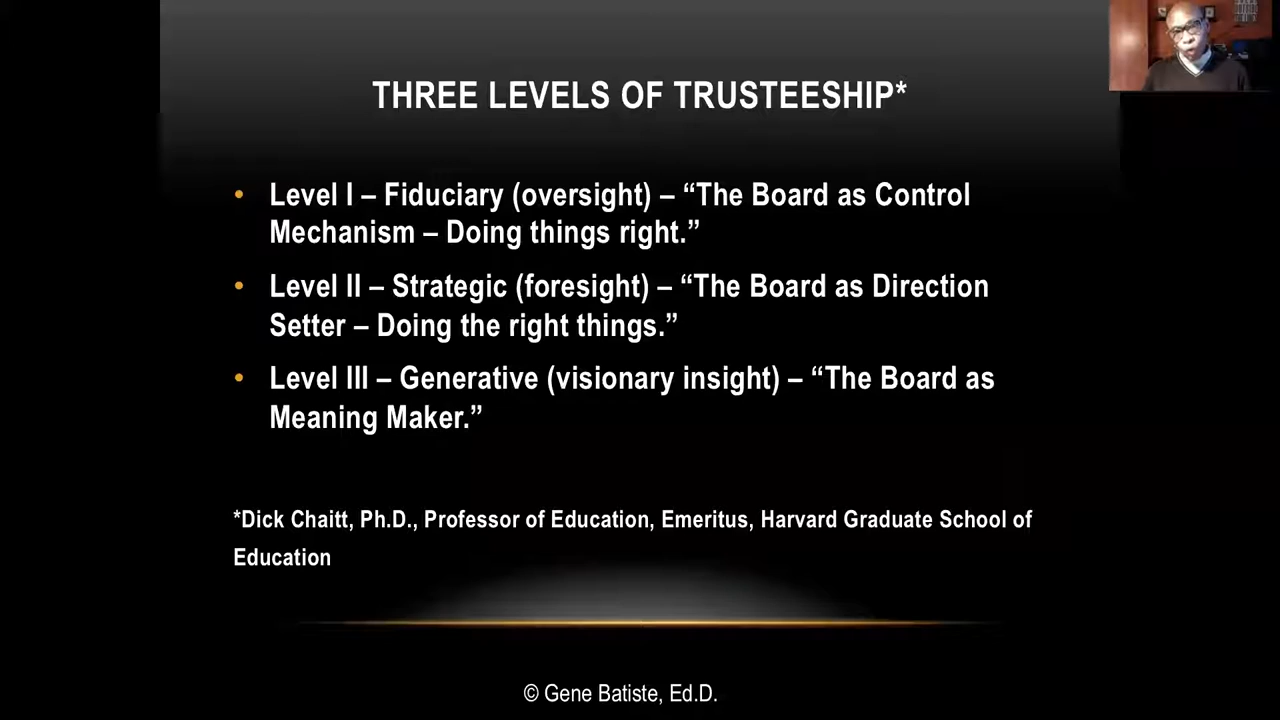 THREE LEVELS OF TRUSTEESHIP*
• Level I – Fiduciary (oversight) – “The Board as Control
Mechanism – Doing things right.”
• Level II – Strategic (foresight) – “The Board as Direction
Setter – Doing the right things.”
• Level III – Generative (visionary insight) – “The Board as
Meaning Maker.”
*Dick Chaitt, Ph.D., Professor of Education, Emeritus, Harvard Graduate School of
Education
© Gene Batiste, Ed.D.